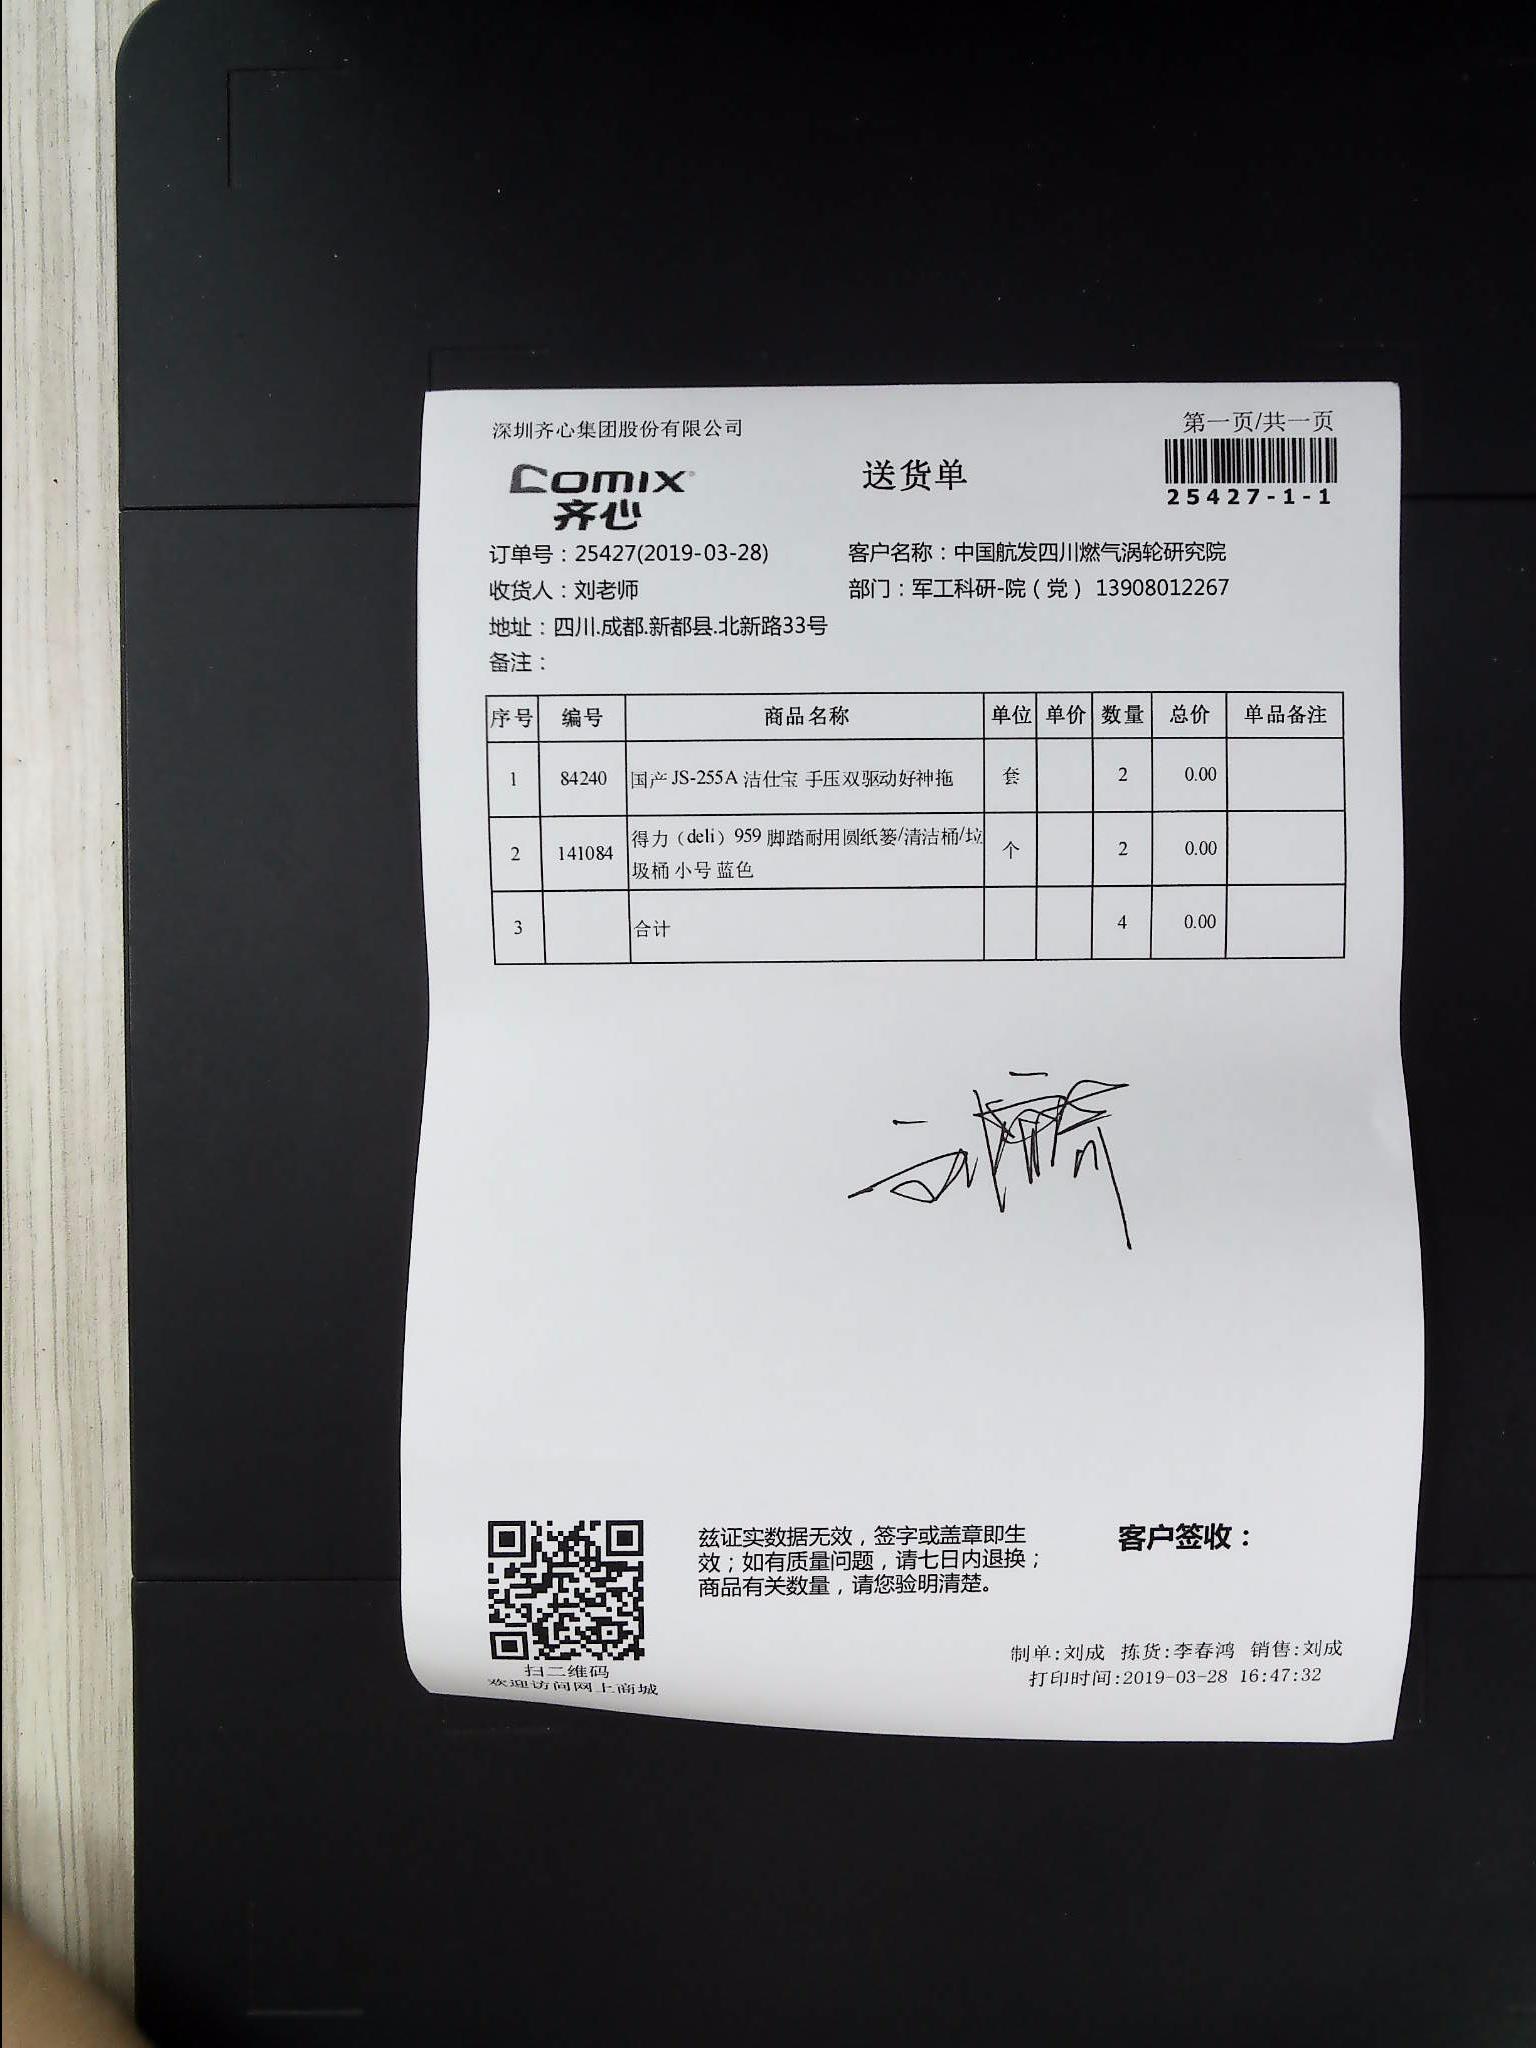 深圳齐心集团股份有限公司
第一页/共一页
comix
齐心
送货单
25427-1-1
订单号：25427(2019-03-28)
客户名称：中国航发四川燃气涡轮研究院
收货人：刘老师
部门：军工科研-院（党） 13908012267
地址：四川.成都.新都县.北新路33号
备注：
序号 编号 商品名称 单位 单价 数量 总价 单品备注
1 84240 国产 JS-255A 洁仕宝 手压双驱动好神拖 套 2 0.00
2 141084 得力（deli）959 脚踏耐用圆纸篓/清洁桶/垃
圾桶 小号 蓝色 个 2 0.00
3 合计 4 0.00
兹证实数据无效，签字或盖章即生
效；如有质量问题，请七日内退换；
商品有关数量，请您验明清楚。
客户签收：
扫二维码
欢迎访问网上商城
制单:刘成 拣货:李春鸿 销售:刘成
打印时间:2019-03-28 16:47:32